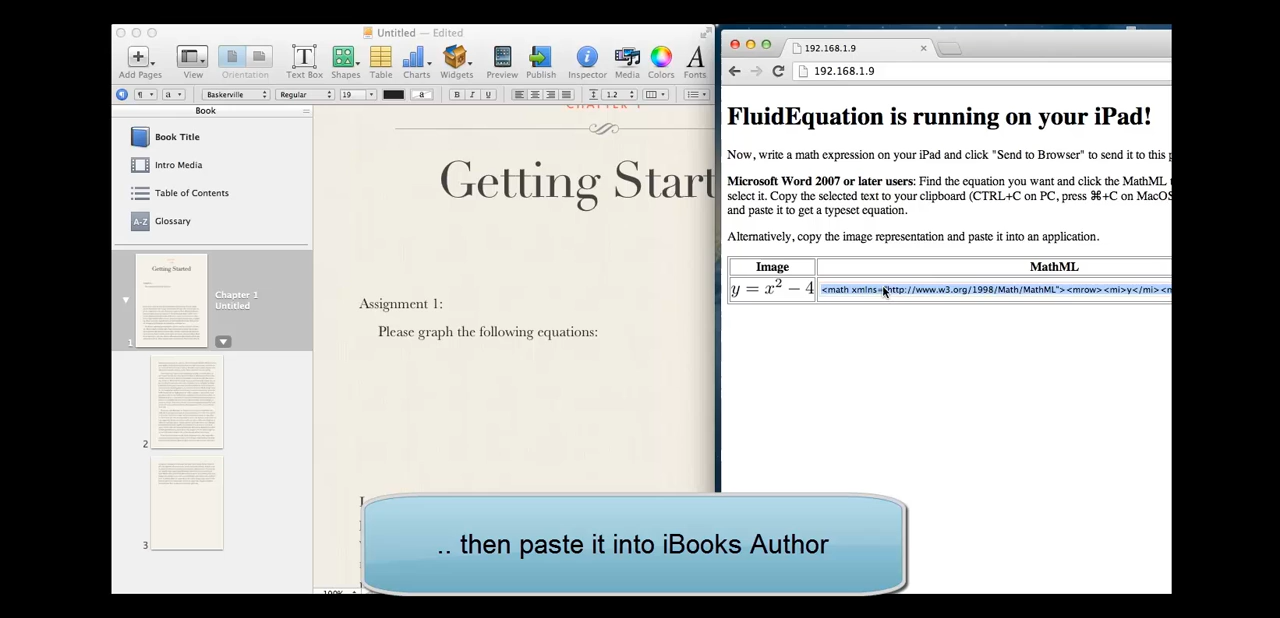 Untitled — Edited
Add Pages
View
Orientation
Text Box
Shapes
Table
Charts
Widgets
Preview
Publish
Inspector
Media
Colors
Fonts
Baskerville
Regular
19
a
B I U
1.2
Book
Book Title
Intro Media
Table of Contents
A-Z Glossary
Getting Started
Chapter 1
Untitled
1
2
3
CHAPTER 1
Getting Start
Assignment 1:
Please graph the following equations:
192.168.1.9
192.168.1.9
FluidEquation is running on your iPad!
Now, write a math expression on your iPad and click "Send to Browser" to send it to this
Microsoft Word 2007 or later users: Find the equation you want and click the MathML
select it. Copy the selected text to your clipboard (CTRL+C on PC, press ⌘+C on MacOS
and paste it to get a typeset equation.
Alternatively, copy the image representation and paste it into an application.
Image MathML
y = x² − 4 <math xmlns="http://www.w3.org/1998/Math/MathML"><mrow><mi>y</mi><m
.. then paste it into iBooks Author